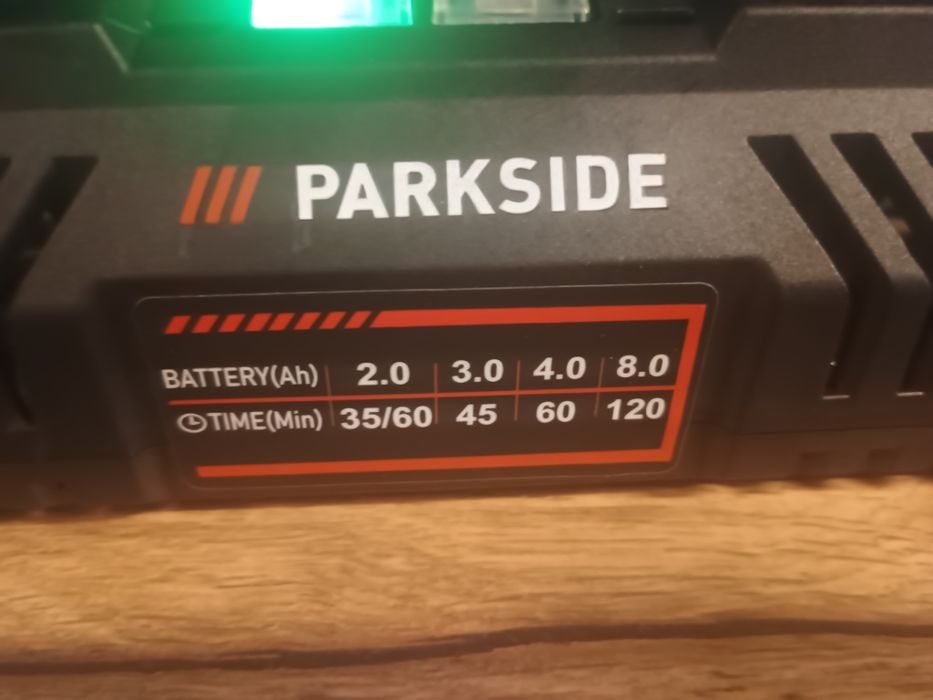 PARKSIDE
BATTERY(Ah) 2.0 3.0 4.0 8.0
TIME(Min) 35/60 45 60 120